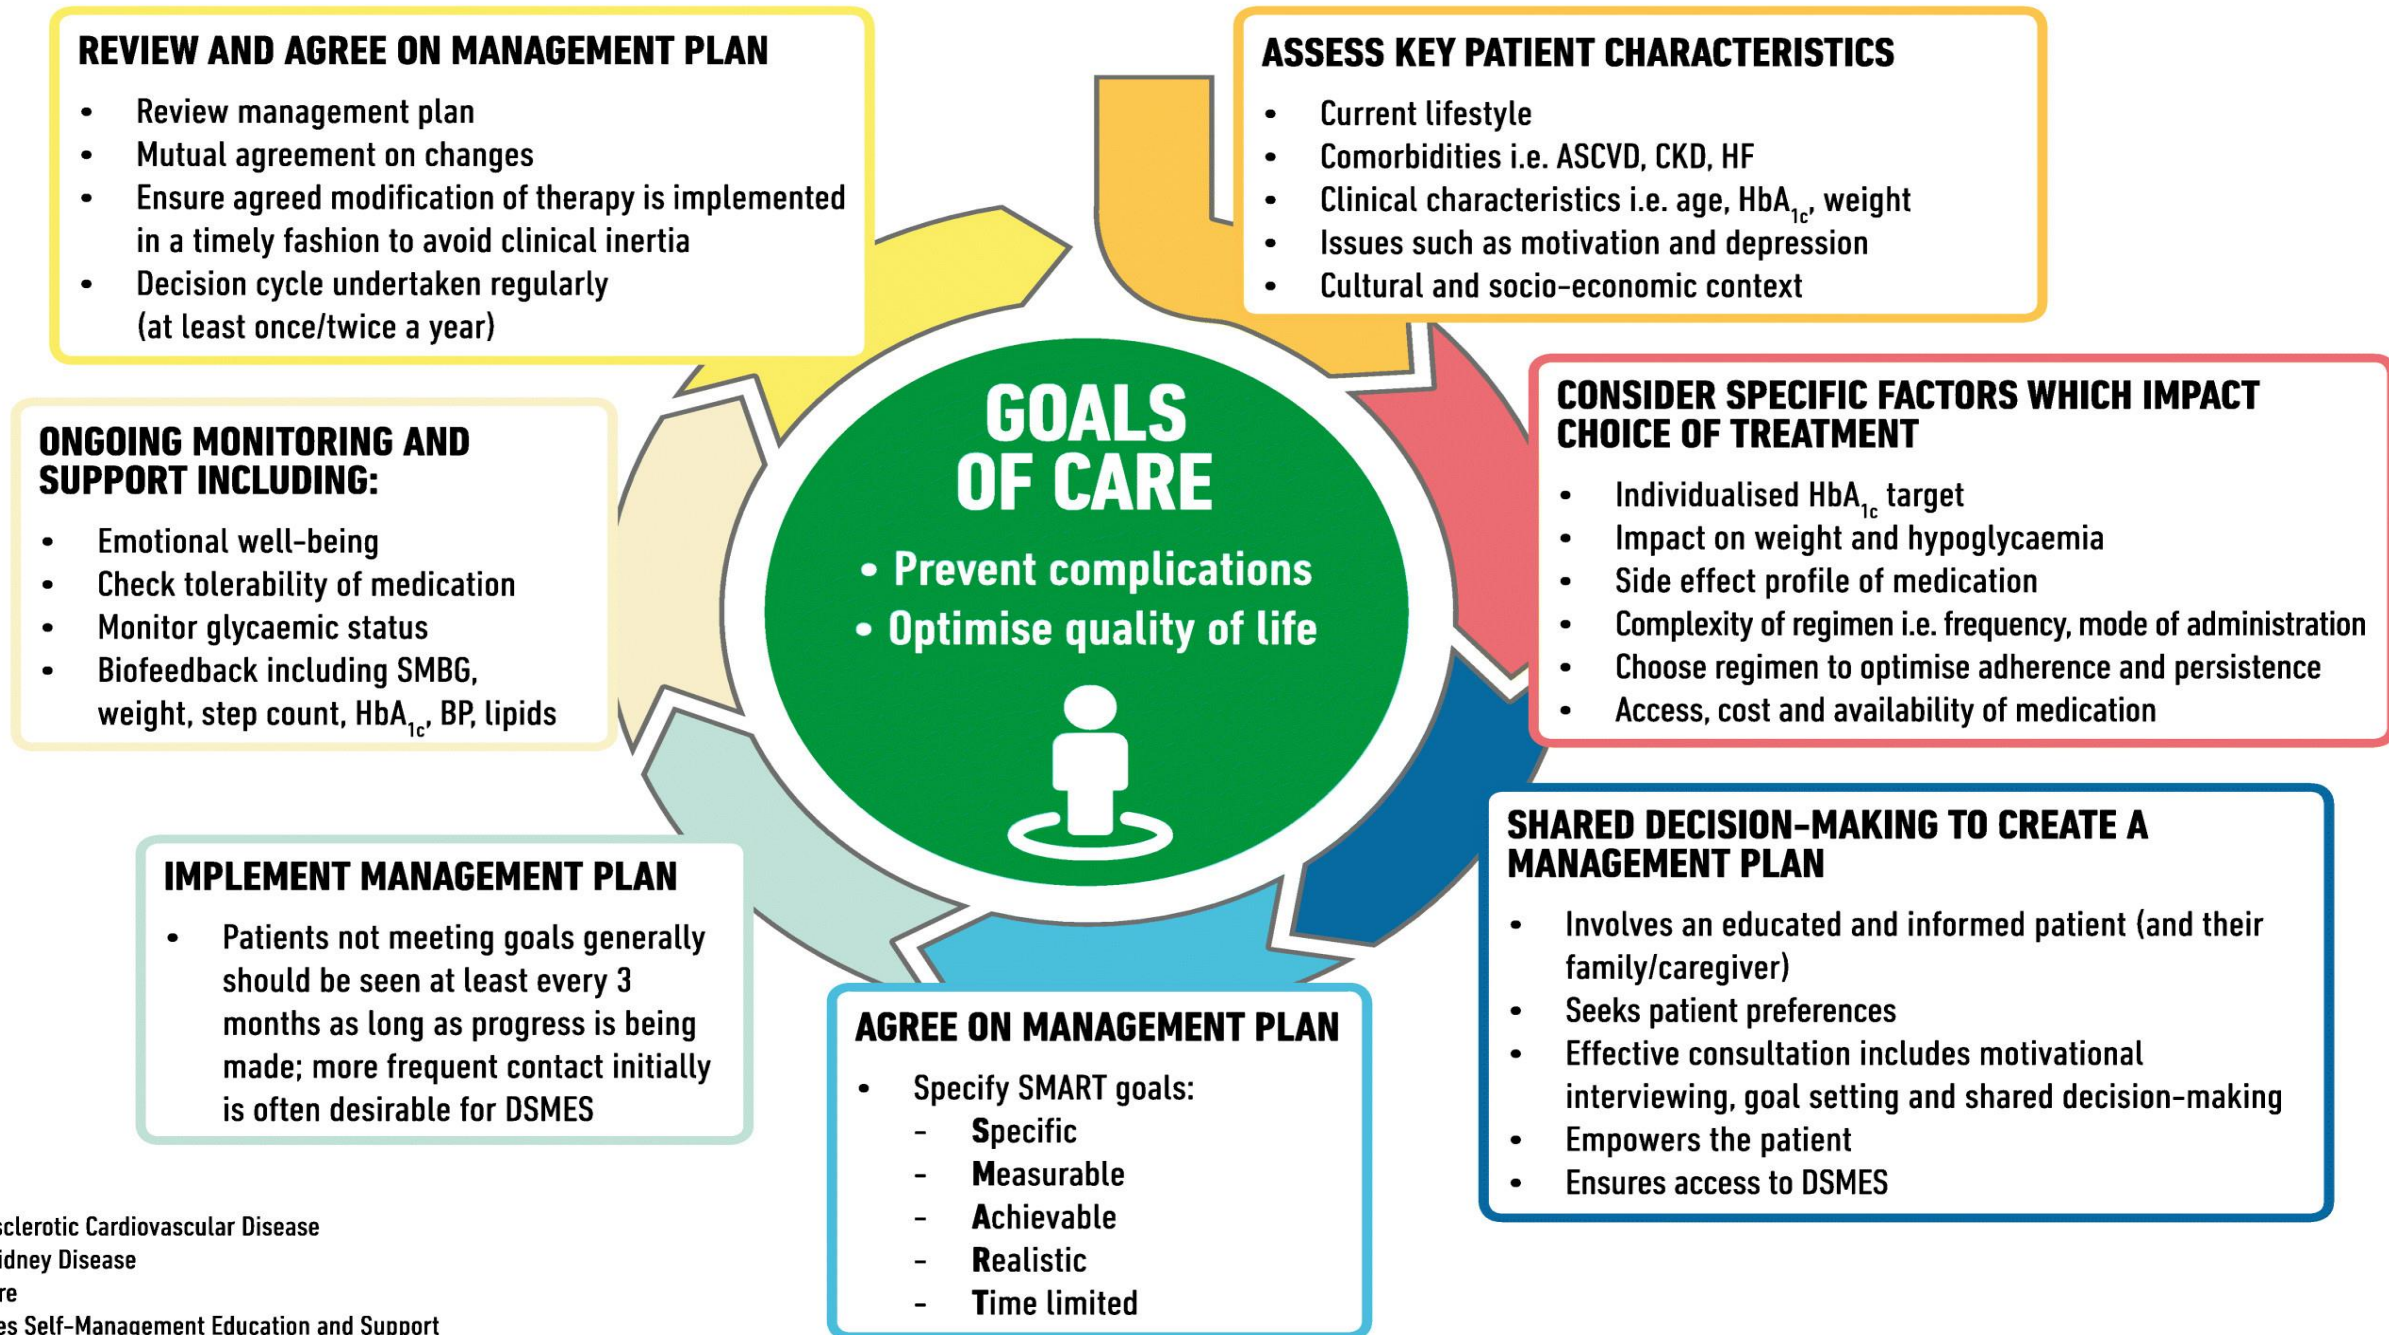 REVIEW AND AGREE ON MANAGEMENT PLAN
• Review management plan
• Mutual agreement on changes
• Ensure agreed modification of therapy is implemented
in a timely fashion to avoid clinical inertia
• Decision cycle undertaken regularly
(at least once/twice a year)
ASSESS KEY PATIENT CHARACTERISTICS
• Current lifestyle
• Comorbidities i.e. ASCVD, CKD, HF
• Clinical characteristics i.e. age, HbA1c, weight
• Issues such as motivation and depression
• Cultural and socio-economic context
CONSIDER SPECIFIC FACTORS WHICH IMPACT
CHOICE OF TREATMENT
• Individualised HbA1c target
• Impact on weight and hypoglycaemia
• Side effect profile of medication
• Complexity of regimen i.e. frequency, mode of administration
• Choose regimen to optimise adherence and persistence
• Access, cost and availability of medication
SHARED DECISION-MAKING TO CREATE A
MANAGEMENT PLAN
• Involves an educated and informed patient (and their
family/caregiver)
• Seeks patient preferences
• Effective consultation includes motivational
interviewing, goal setting and shared decision-making
• Empowers the patient
• Ensures access to DSMES
AGREE ON MANAGEMENT PLAN
• Specify SMART goals:
- Specific
- Measurable
- Achievable
- Realistic
- Time limited
IMPLEMENT MANAGEMENT PLAN
• Patients not meeting goals generally
should be seen at least every 3
months as long as progress is being
made; more frequent contact initially
is often desirable for DSMES
ONGOING MONITORING AND
SUPPORT INCLUDING:
• Emotional well-being
• Check tolerability of medication
• Monitor glycaemic status
• Biofeedback including SMBG,
weight, step count, HbA1c, BP, lipids
GOALS
OF CARE
• Prevent complications
• Optimise quality of life
sclerotic Cardiovascular Disease
idney Disease
re
es Self-Management Education and Support